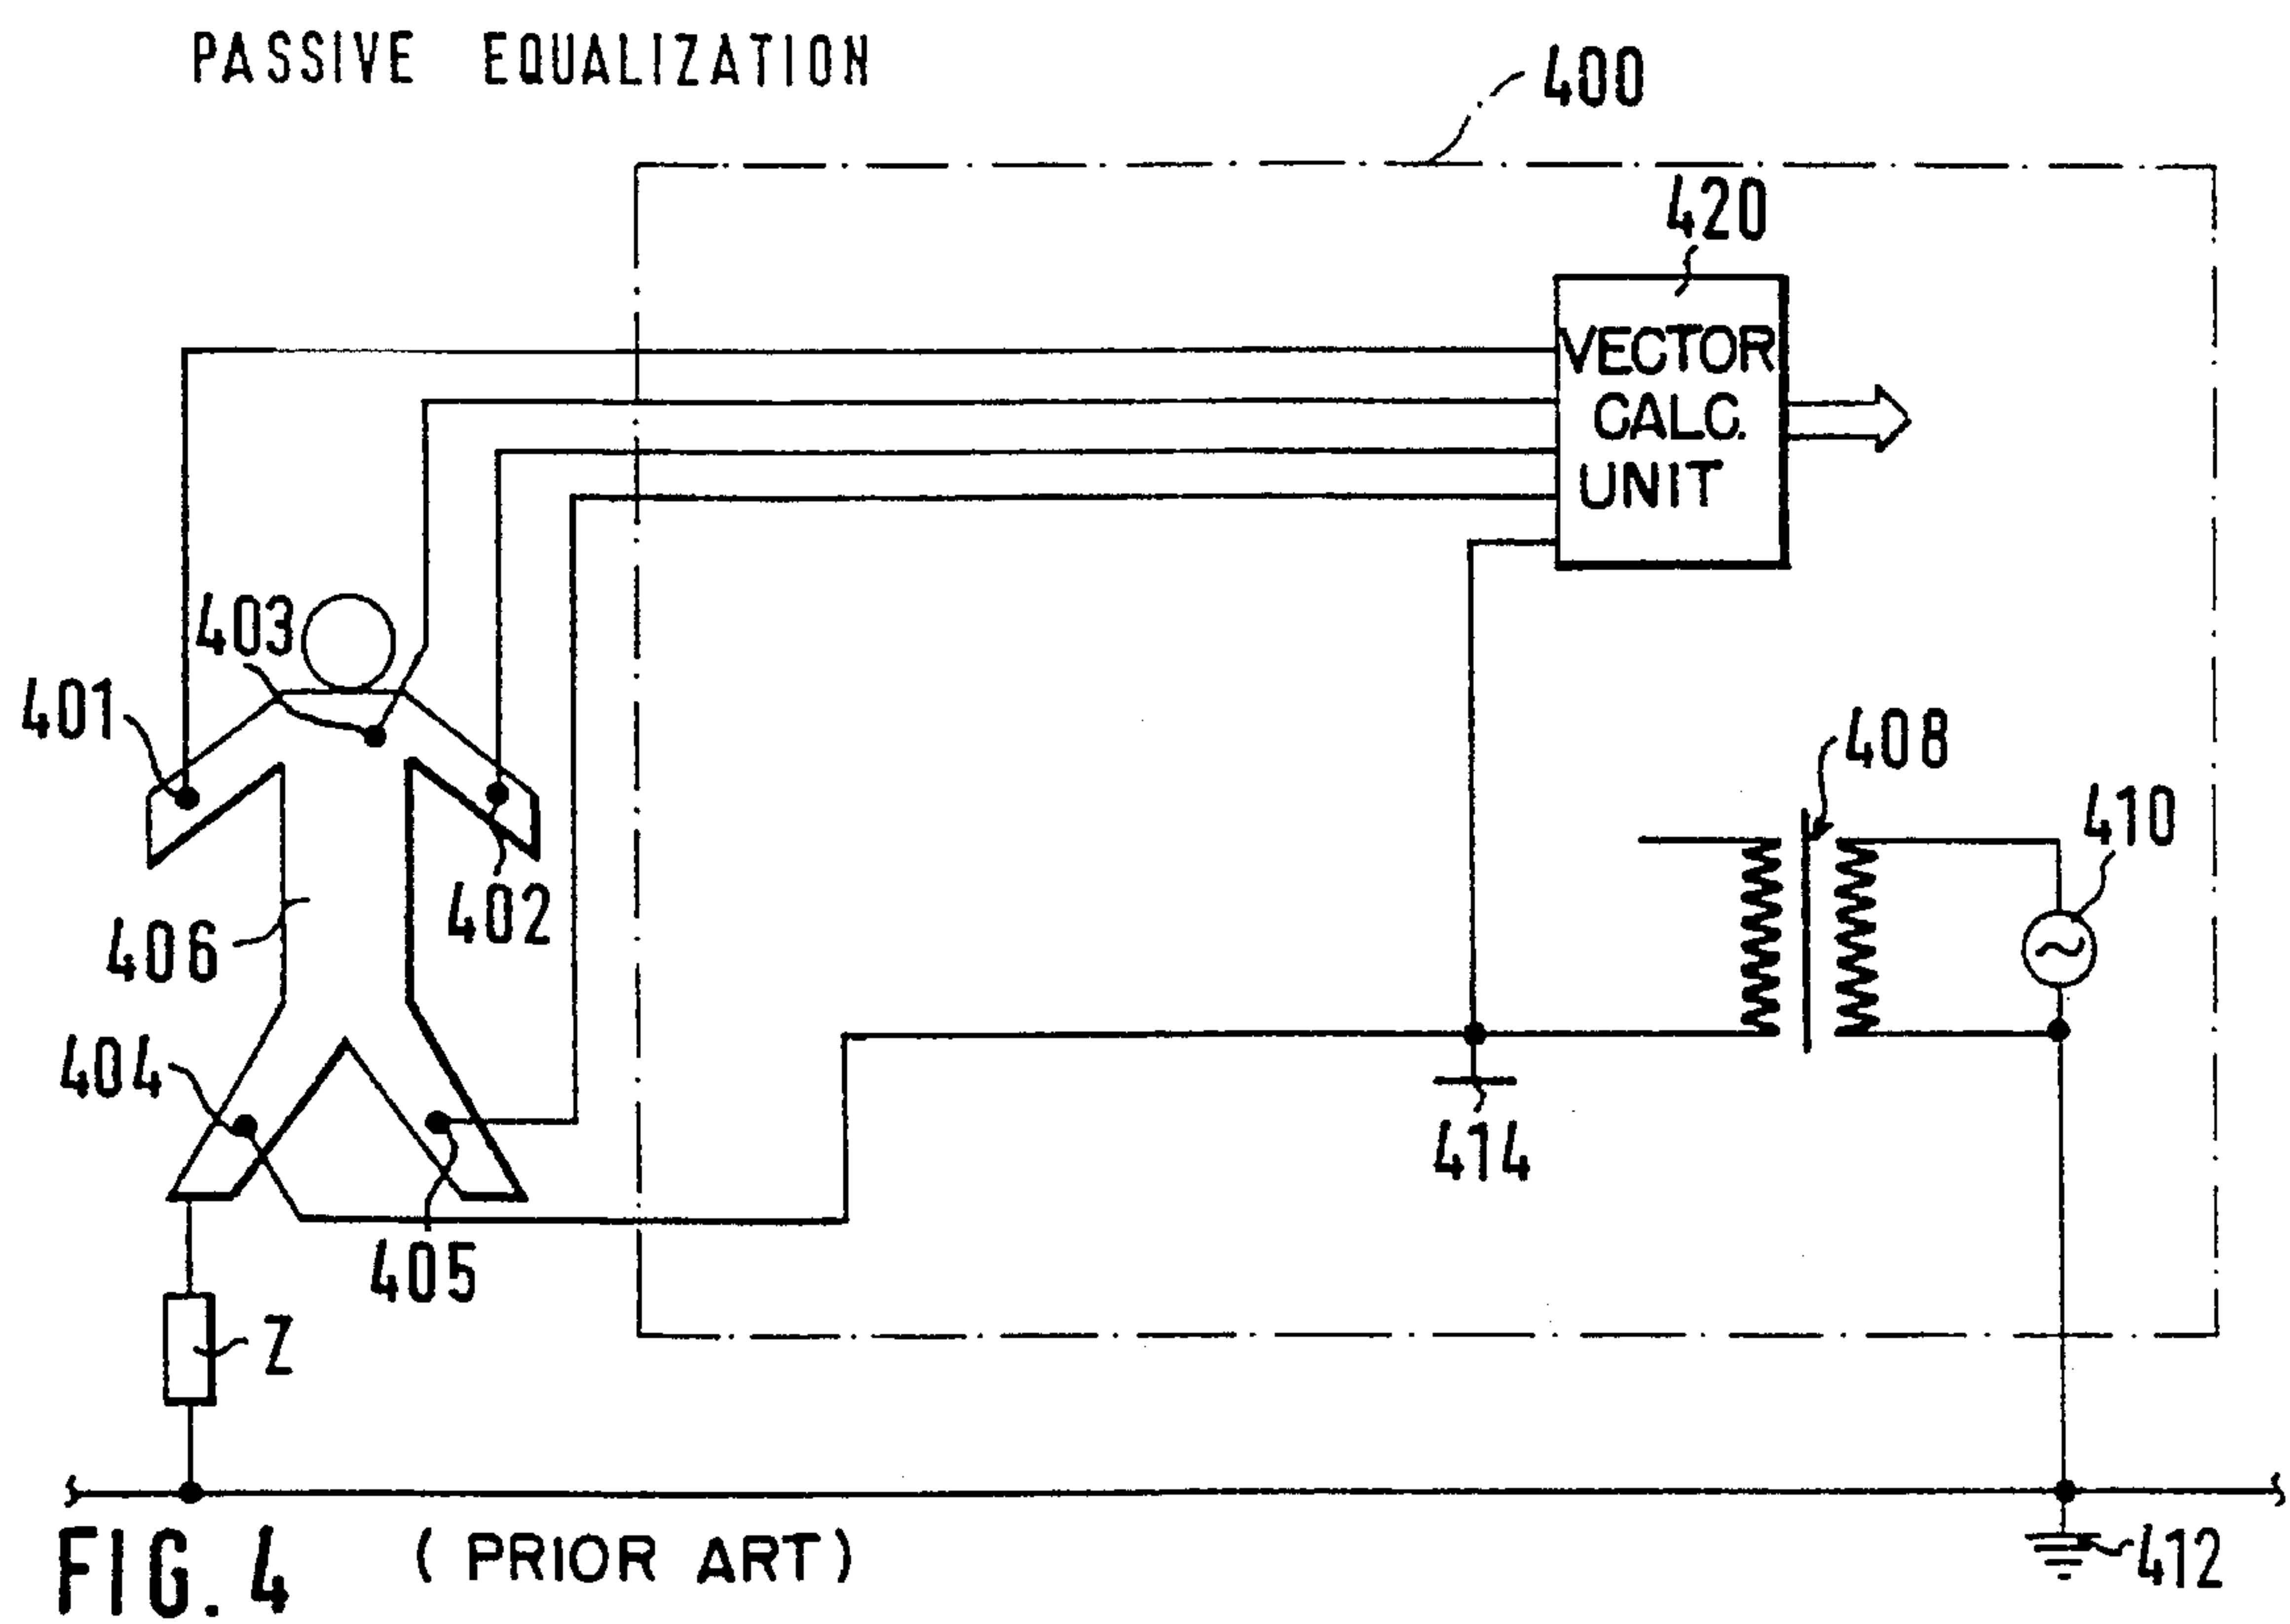 PASSIVE EQUALIZATION
400
420
VECTOR
CALC.
UNIT
403
401
408
410
402
406
404
414
405
Z
FIG. 4 (PRIOR ART)
412